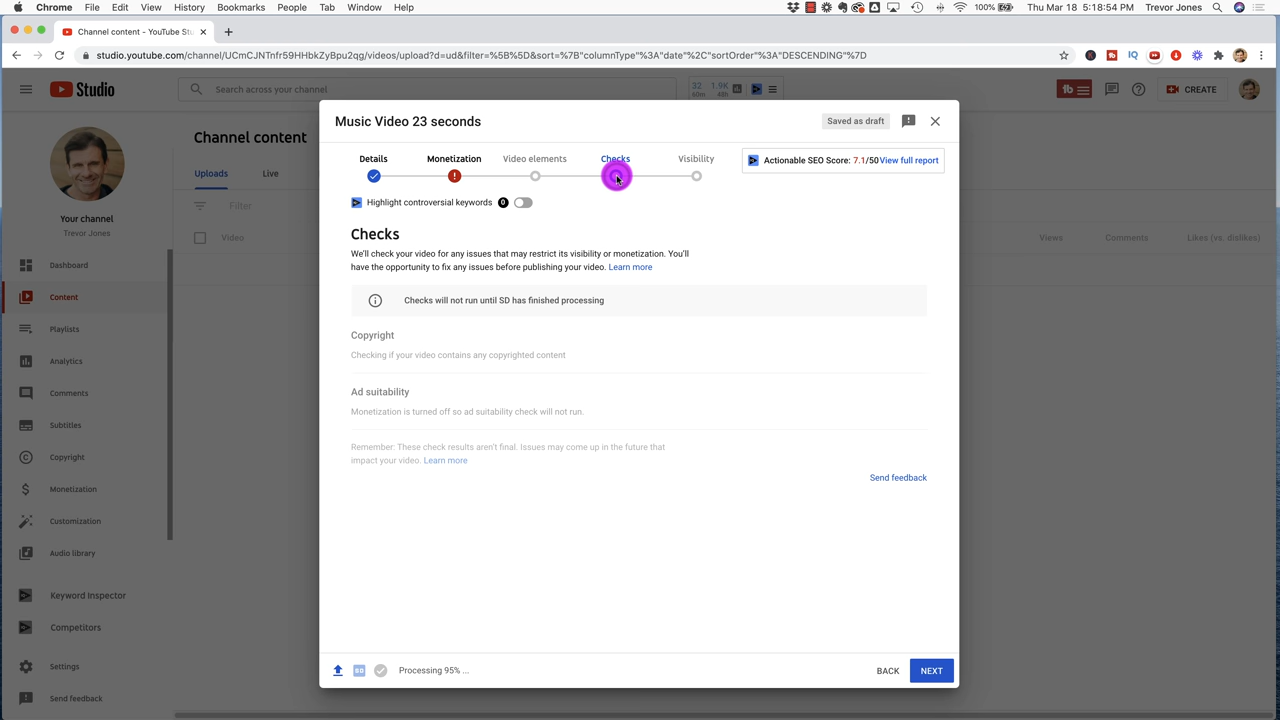 Chrome File Edit View History Bookmarks People Tab Window Help 100% Thu Mar 18 5:18:54 PM Trevor Jones
Channel content - YouTube St
studio.youtube.com/channel/UCmCJNTnfr59HHbkZyBpu2qg/videos/upload?d=ud&filter=%5B%5D&sort=%7B"columnType"%3A"date"%2C"sortOrder"%3A"DESCENDING"%7D
Studio
Search across your channel
32 1.9K
60m 48h
CREATE
Your channel
Trevor Jones
Dashboard
Content
Playlists
Analytics
Comments
Subtitles
Copyright
Monetization
Customization
Audio library
Keyword Inspector
Competitors
Settings
Send feedback
Channel content
Uploads Live
Filter
Video
Views Comments Likes (vs. dislikes)
Music Video 23 seconds
Saved as draft
Details Monetization Video elements Checks Visibility
Actionable SEO Score: 7.1/50 View full report
Highlight controversial keywords 0
Checks
We'll check your video for any issues that may restrict its visibility or monetization. You'll
have the opportunity to fix any issues before publishing your video. Learn more
Checks will not run until SD has finished processing
Copyright
Checking if your video contains any copyrighted content
Ad suitability
Monetization is turned off so ad suitability check will not run.
Remember: These check results aren't final. Issues may come up in the future that
impact your video. Learn more
Send feedback
SD Processing 95% ...
BACK NEXT